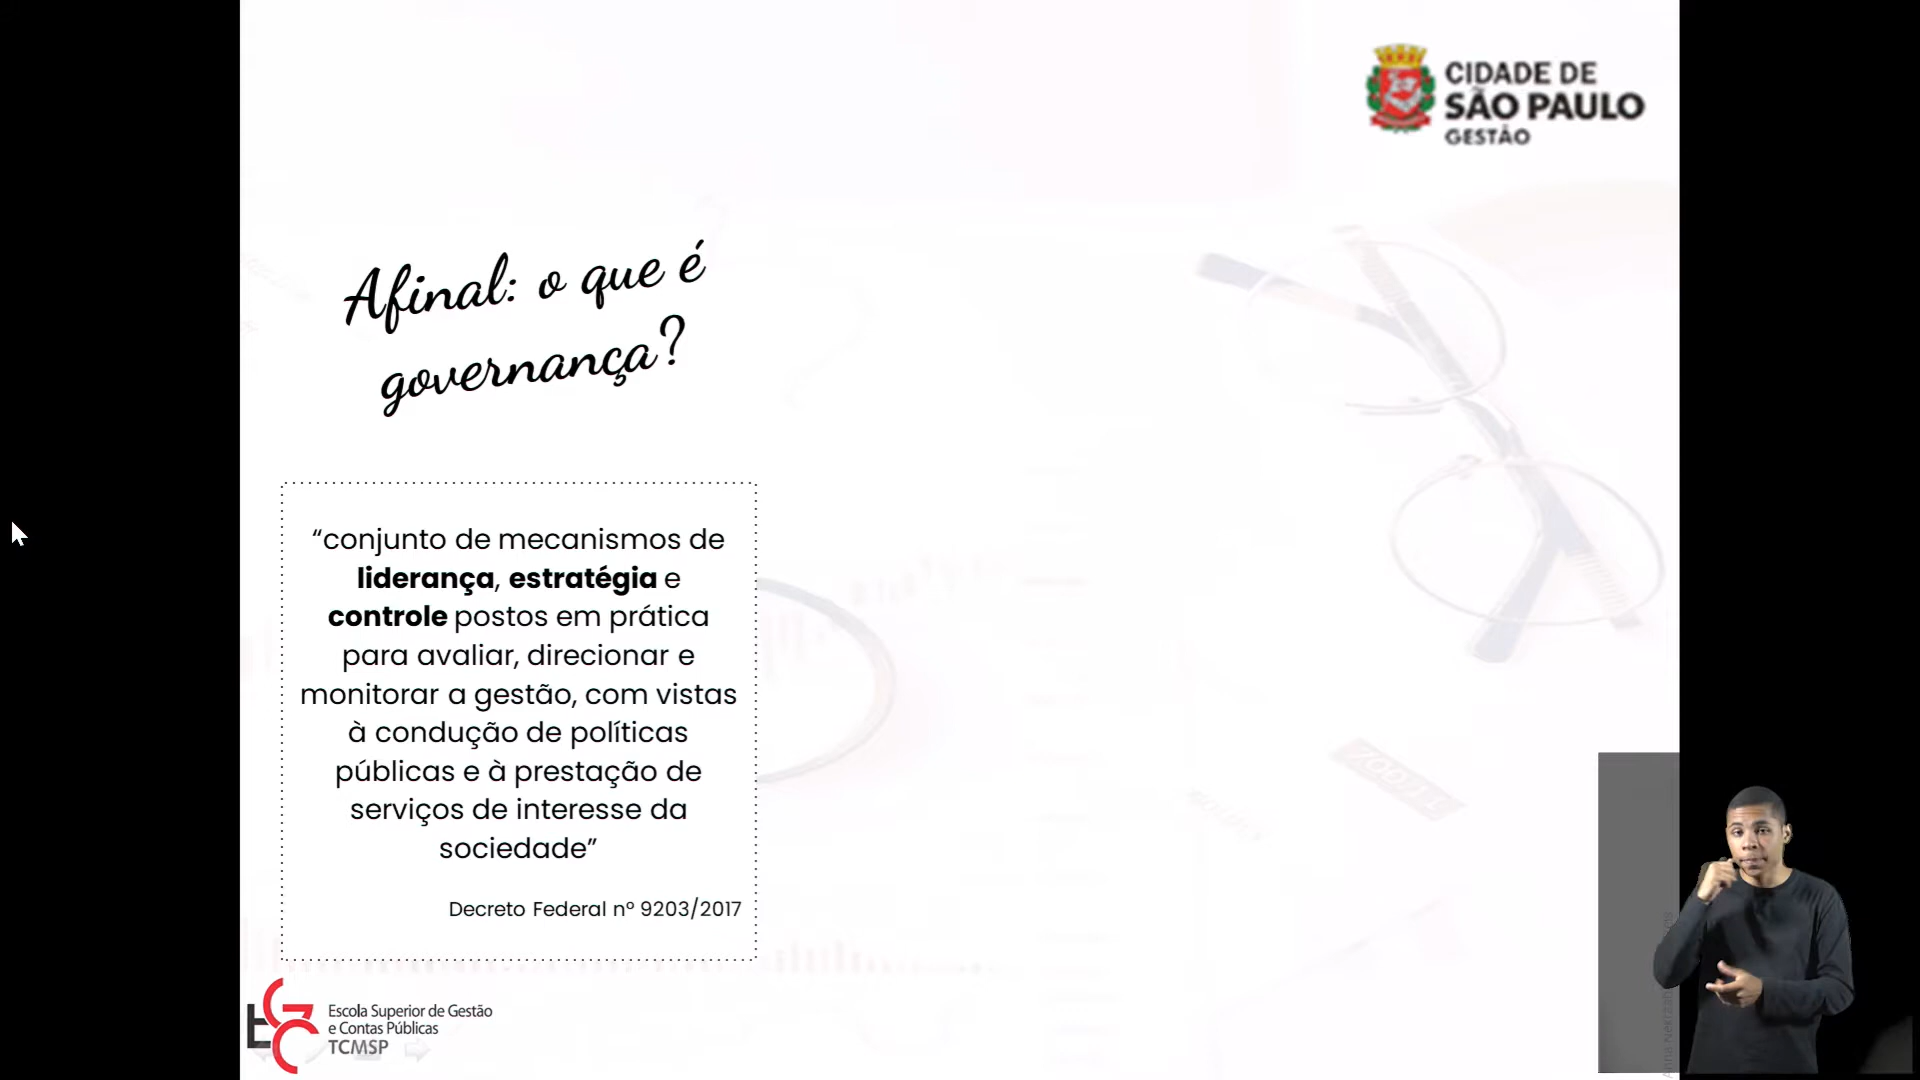 CIDADE DE
SÃO PAULO
GESTÃO
Afinal: o que é
governança?
“conjunto de mecanismos de
liderança, estratégia e
controle postos em prática
para avaliar, direcionar e
monitorar a gestão, com vistas
à condução de políticas
públicas e à prestação de
serviços de interesse da
sociedade”
Decreto Federal nº 9203/2017
EGC
Escola Superior de Gestão
e Contas Públicas
TCMSP